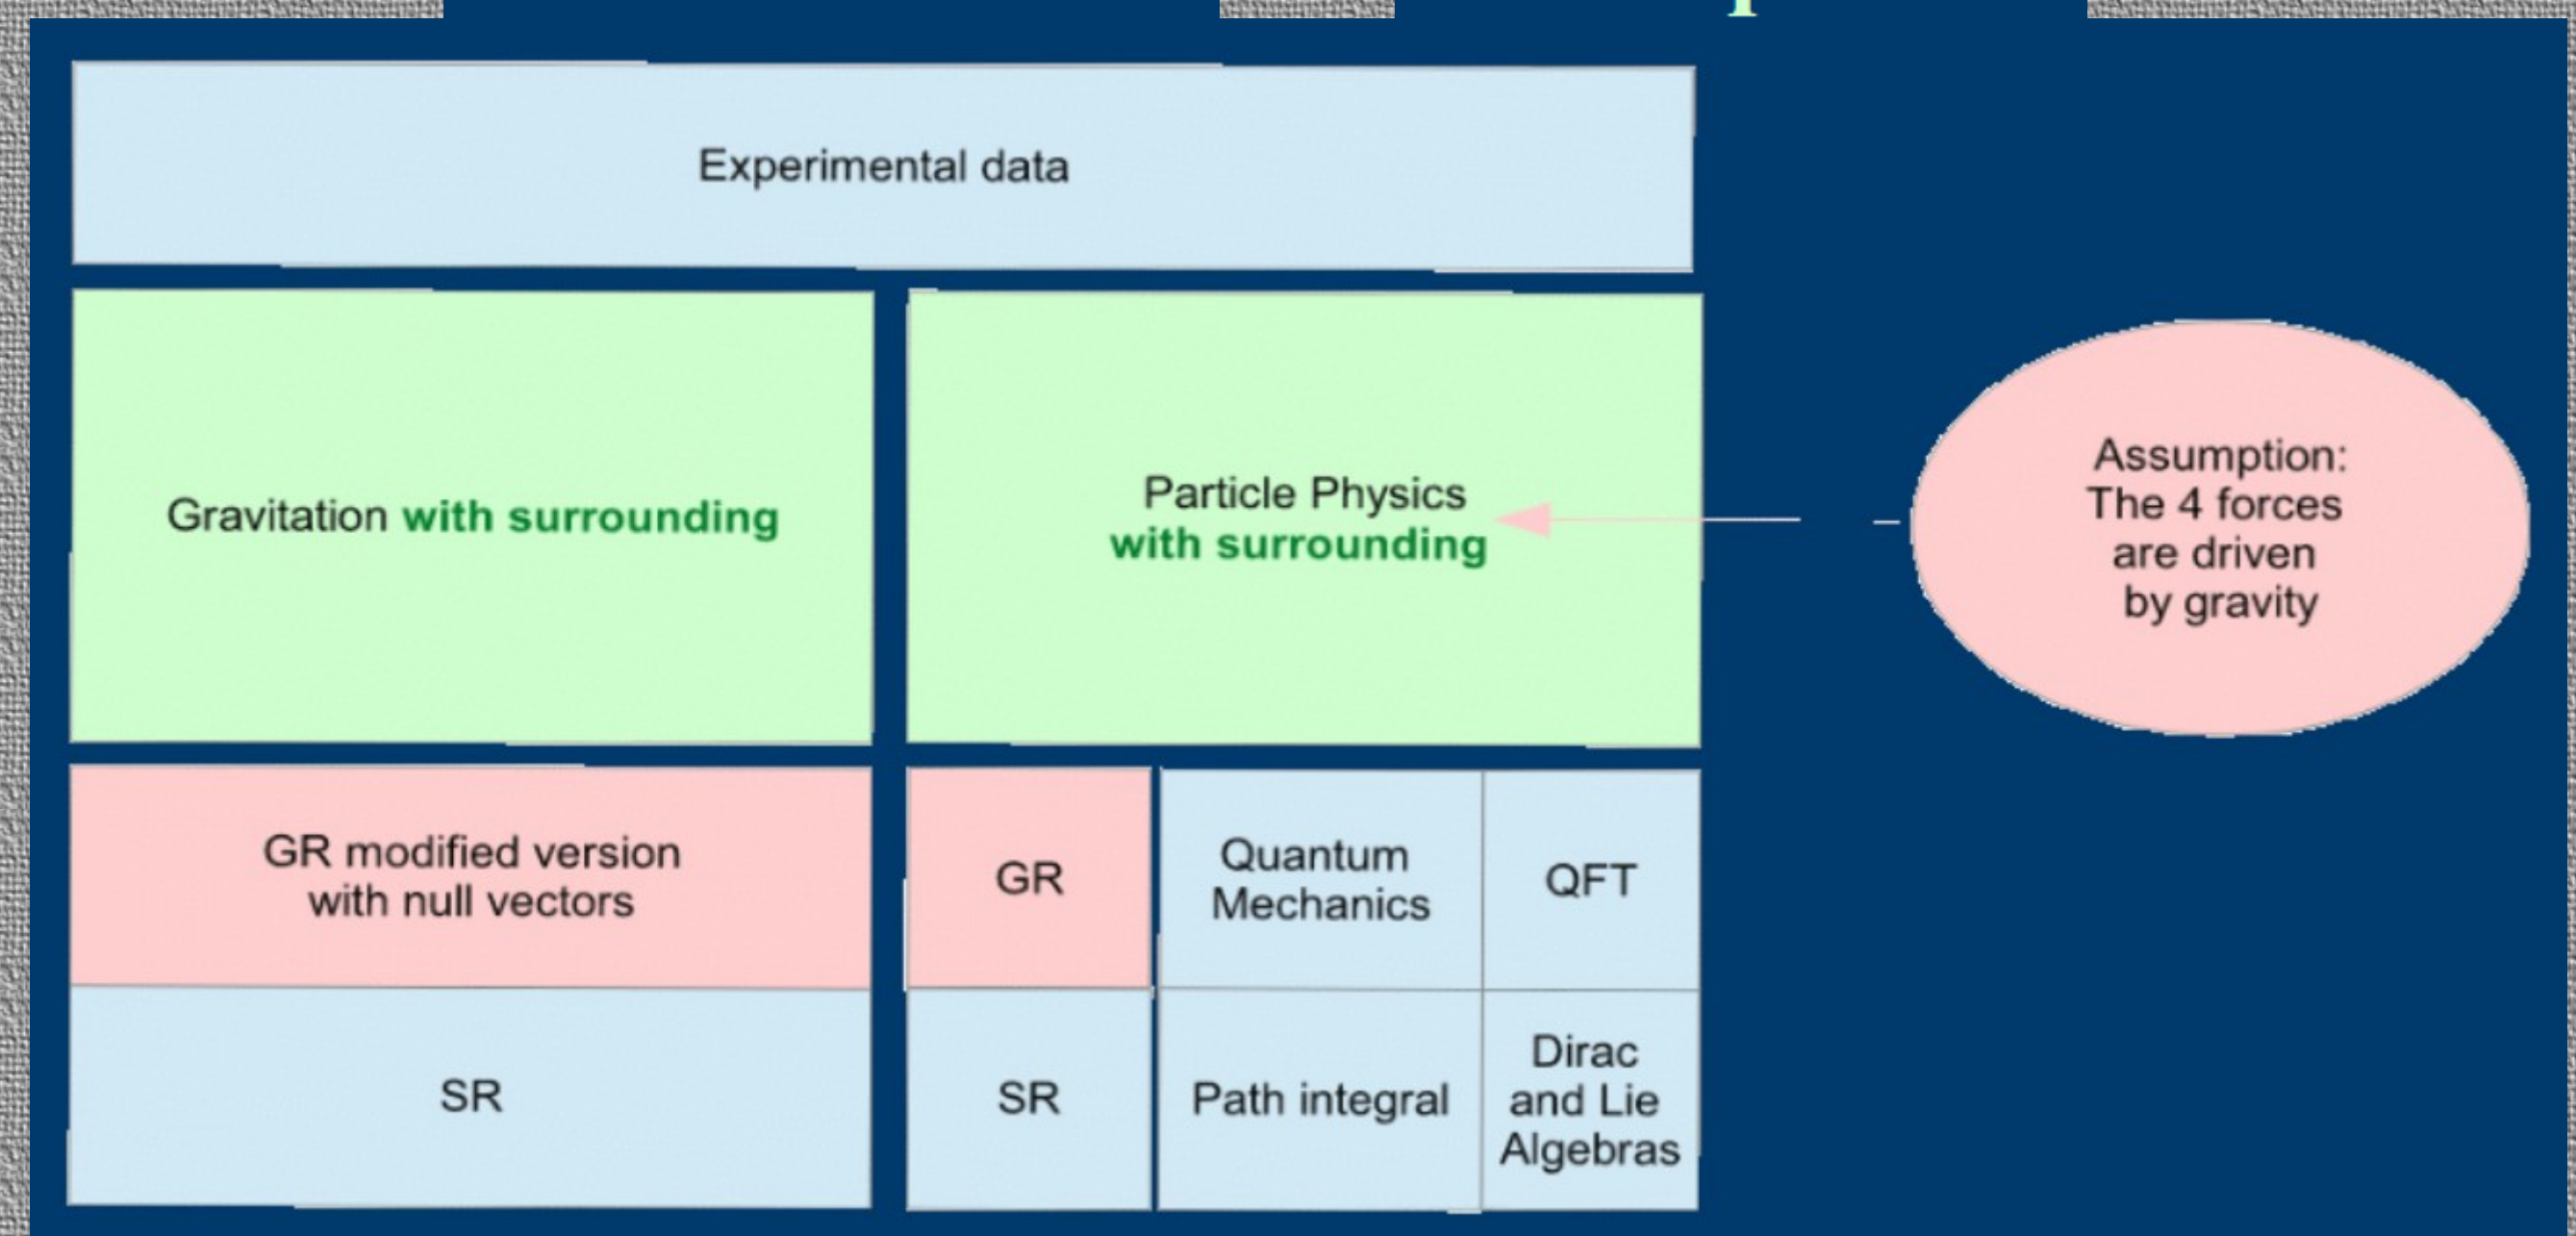 Experimental data
Gravitation with surrounding
Particle Physics
with surrounding
Assumption:
The 4 forces
are driven
by gravity
GR modified version
with null vectors
GR
Quantum
Mechanics
QFT
SR
SR
Path integral
Dirac
and Lie
Algebras